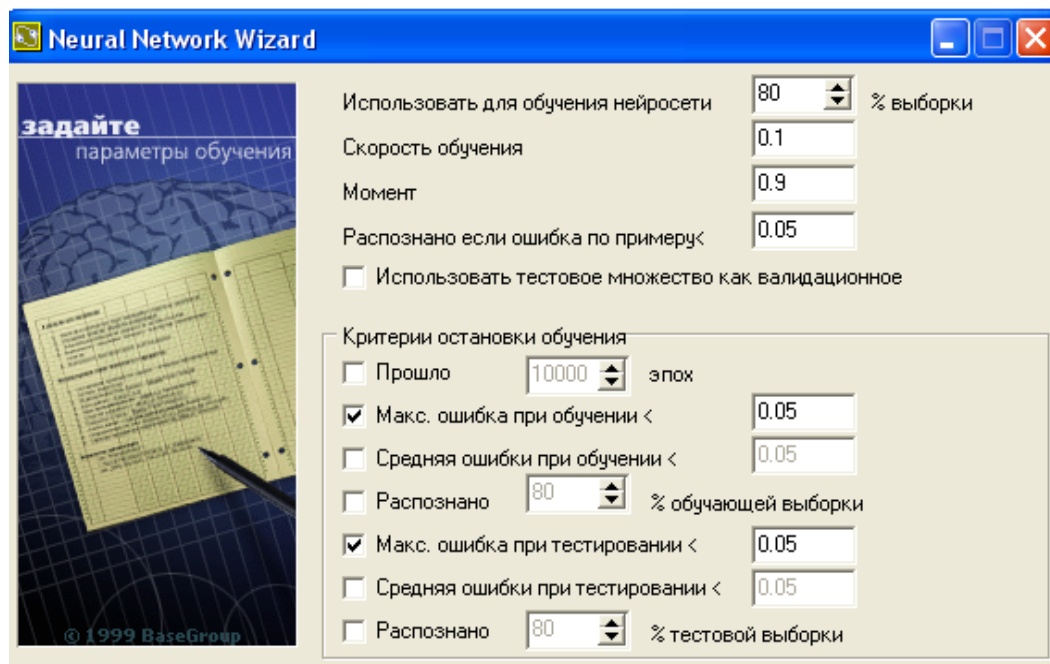 Neural Network Wizard
задайте
параметры обучения
© 1999 BaseGroup
Использовать для обучения нейросети 80 % выборки
Скорость обучения 0.1
Момент 0.9
Распознано если ошибка по примеру< 0.05
Использовать тестовое множество как валидационное
Критерии остановки обучения
Прошло 10000 эпох
Макс. ошибка при обучении < 0.05
Средняя ошибки при обучении < 0.05
Распознано 80 % обучающей выборки
Макс. ошибка при тестировании < 0.05
Средняя ошибки при тестировании < 0.05
Распознано 80 % тестовой выборки